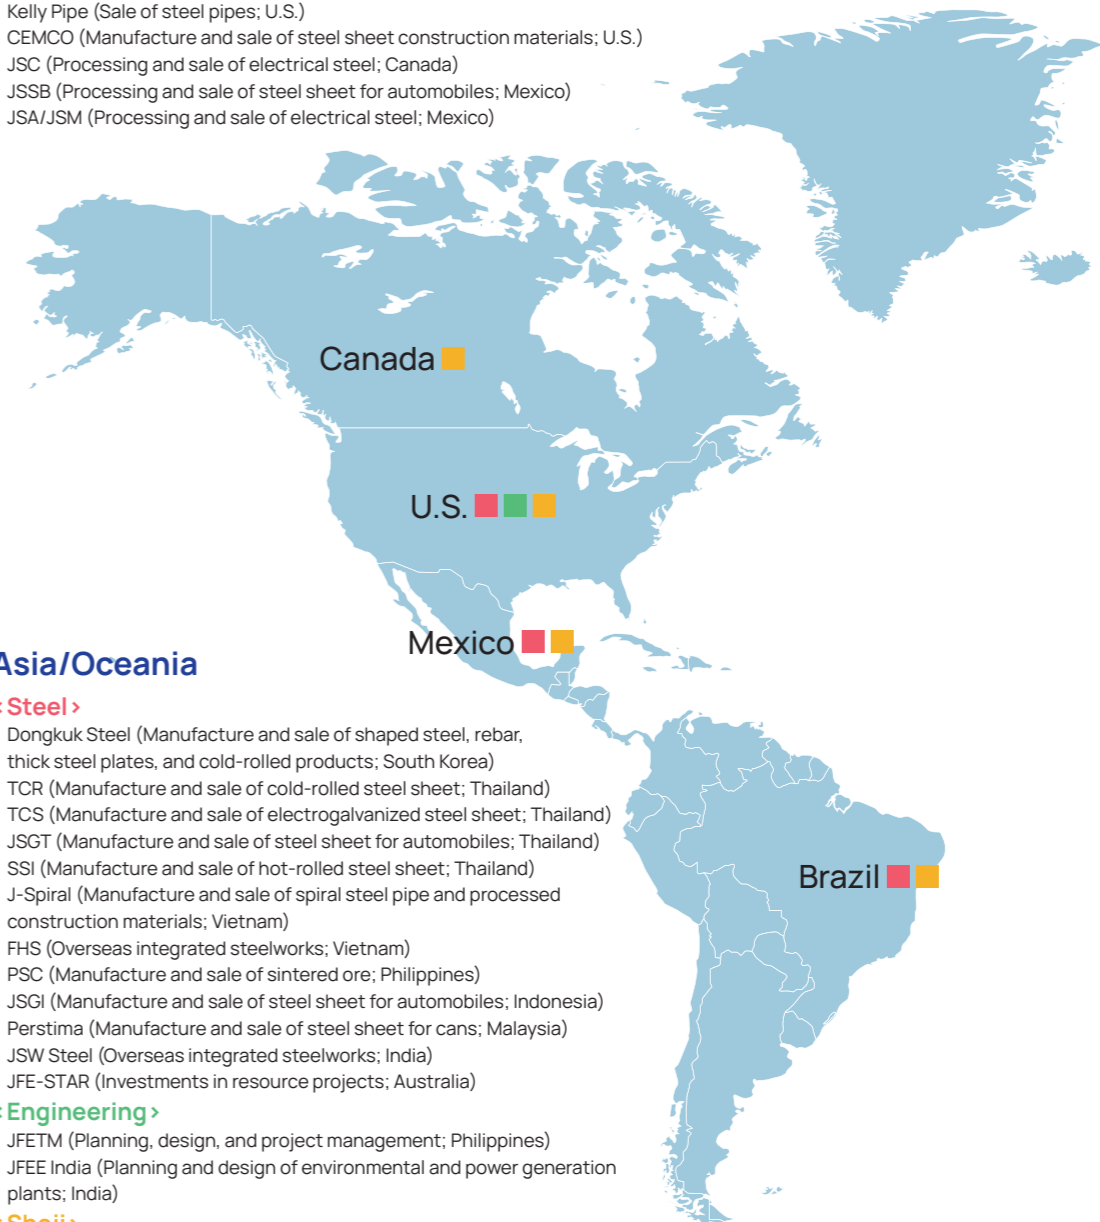 Kelly Pipe (Sale of steel pipes; U.S.)
CEMCO (Manufacture and sale of steel sheet construction materials; U.S.)
JSC (Processing and sale of electrical steel; Canada)
JSSB (Processing and sale of steel sheet for automobiles; Mexico)
JSA/JSM (Processing and sale of electrical steel; Mexico)
Canada
U.S.
Mexico
Brazil
Asia/Oceania
‹Steel›
Dongkuk Steel (Manufacture and sale of shaped steel, rebar,
thick steel plates, and cold-rolled products; South Korea)
TCR (Manufacture and sale of cold-rolled steel sheet; Thailand)
TCS (Manufacture and sale of electrogalvanized steel sheet; Thailand)
JSGT (Manufacture and sale of steel sheet for automobiles; Thailand)
SSI (Manufacture and sale of hot-rolled steel sheet; Thailand)
J-Spiral (Manufacture and sale of spiral steel pipe and processed
construction materials; Vietnam)
FHS (Overseas integrated steelworks; Vietnam)
PSC (Manufacture and sale of sintered ore; Philippines)
JSGI (Manufacture and sale of steel sheet for automobiles; Indonesia)
Perstima (Manufacture and sale of steel sheet for cans; Malaysia)
JSW Steel (Overseas integrated steelworks; India)
JFE-STAR (Investments in resource projects; Australia)
‹Engineering›
JFETM (Planning, design, and project management; Philippines)
JFEE India (Planning and design of environmental and power generation
plants; India)
‹Shoji›